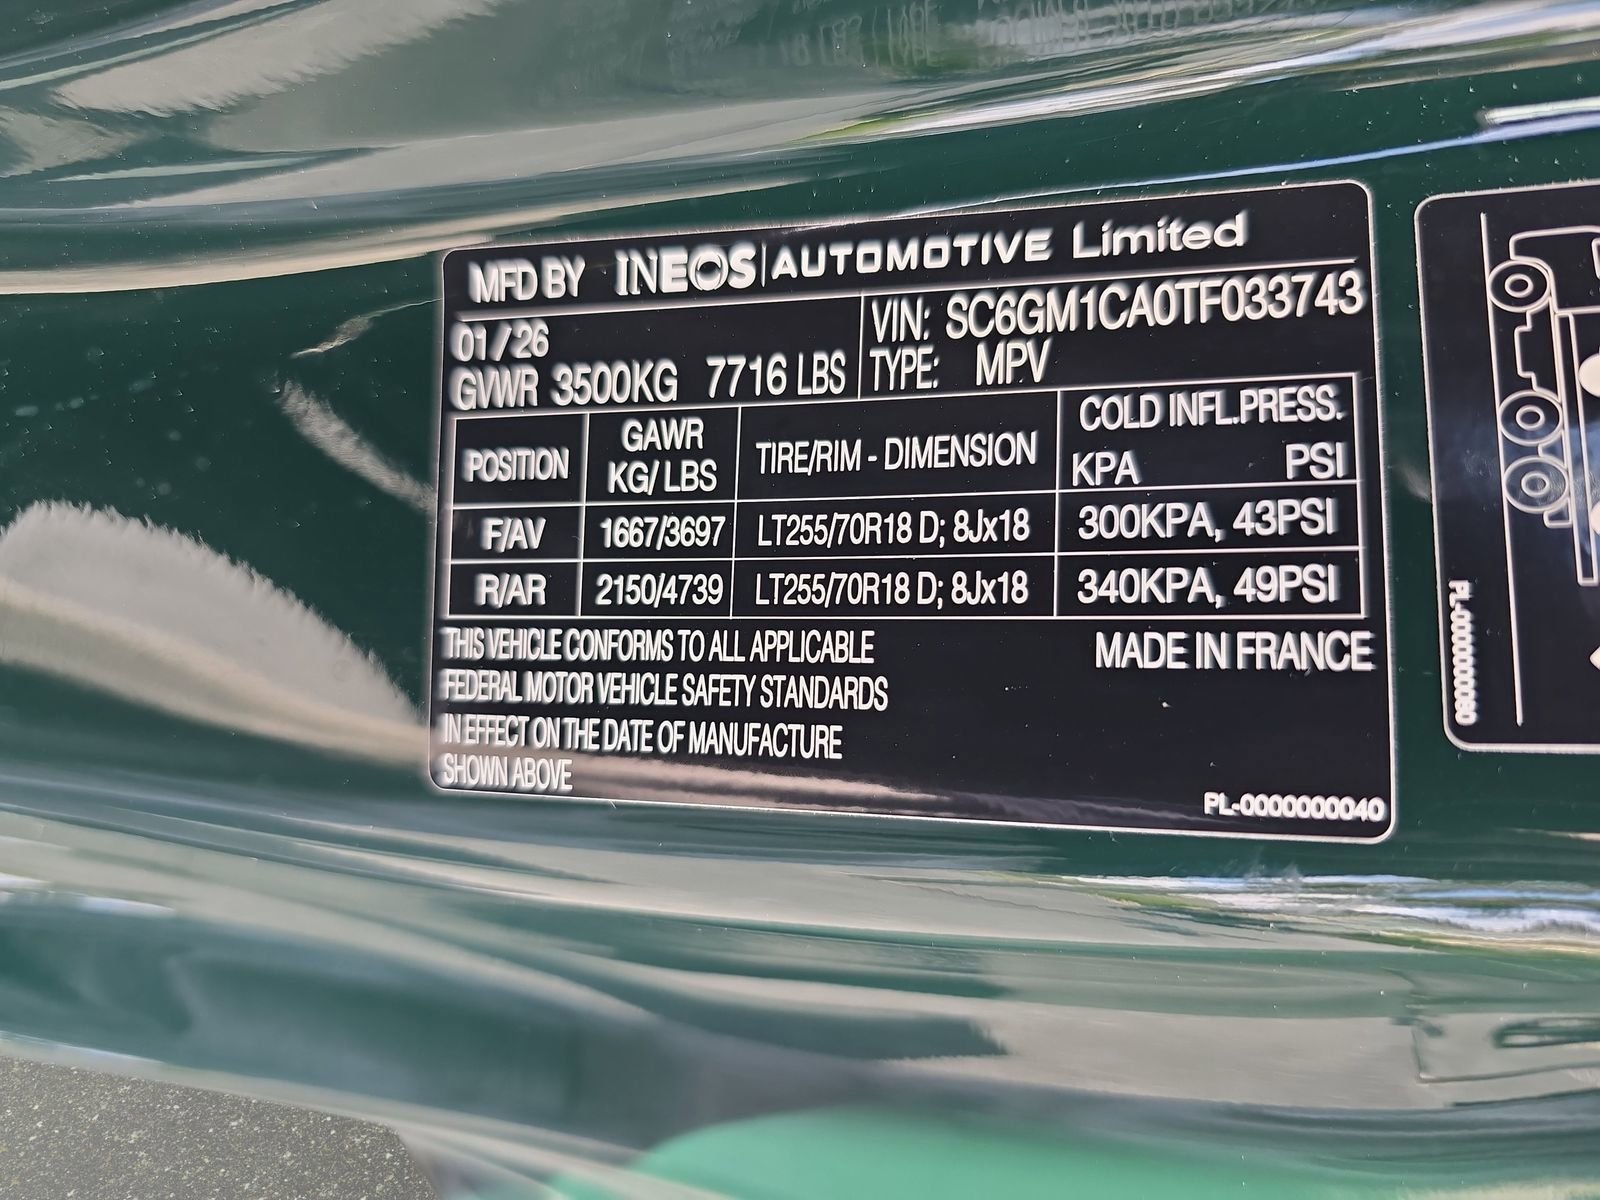 MFD BY INEOS AUTOMOTIVE Limited
01/26
GVWR 3500KG 7716 LBS
VIN: SC6GM1CA0TF033743
TYPE: MPV
POSITION
GAWR
KG/ LBS
TIRE/RIM - DIMENSION
COLD INFL.PRESS.
KPA PSI
F/AV 1667/3697 LT255/70R18 D; 8Jx18 300KPA, 43PSI
R/AR 2150/4739 LT255/70R18 D; 8Jx18 340KPA, 49PSI
THIS VEHICLE CONFORMS TO ALL APPLICABLE
FEDERAL MOTOR VEHICLE SAFETY STANDARDS
IN EFFECT ON THE DATE OF MANUFACTURE
SHOWN ABOVE
MADE IN FRANCE
PL-0000000040